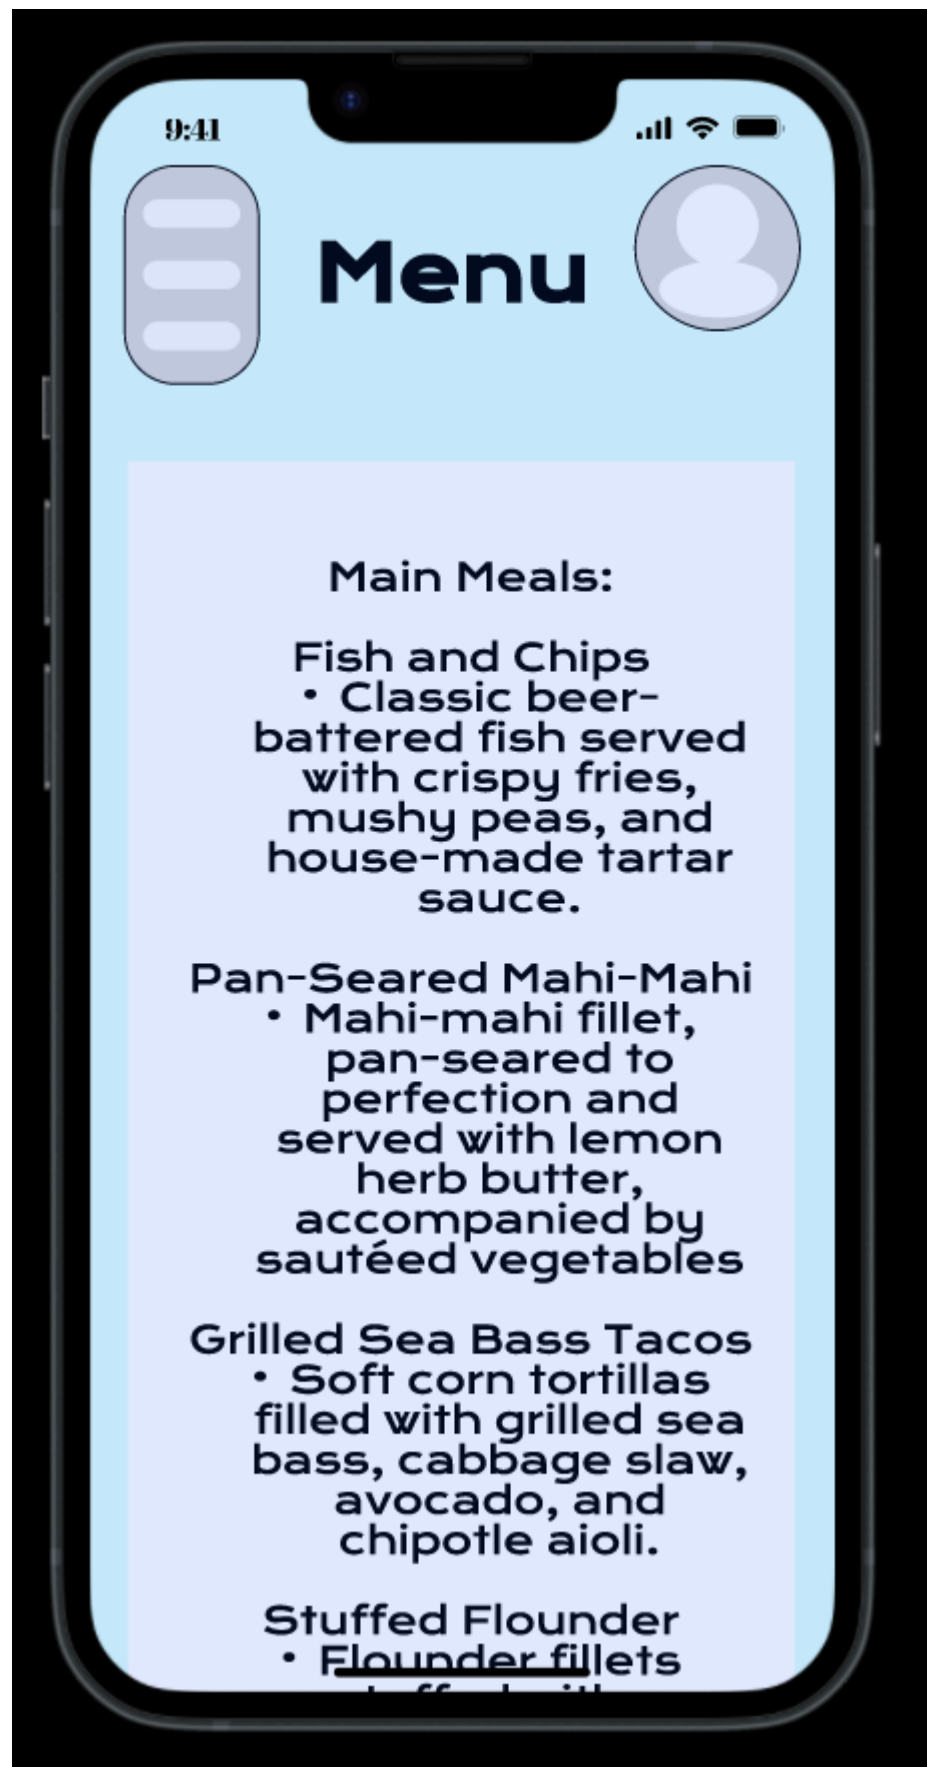 9:41
Menu
Main Meals:
Fish and Chips
• Classic beer-
battered fish served
with crispy fries,
mushy peas, and
house-made tartar
sauce.
Pan-Seared Mahi-Mahi
• Mahi-mahi fillet,
pan-seared to
perfection and
served with lemon
herb butter,
accompanied by
sautéed vegetables
Grilled Sea Bass Tacos
• Soft corn tortillas
filled with grilled sea
bass, cabbage slaw,
avocado, and
chipotle aioli.
Stuffed Flounder
• Flounder fillets